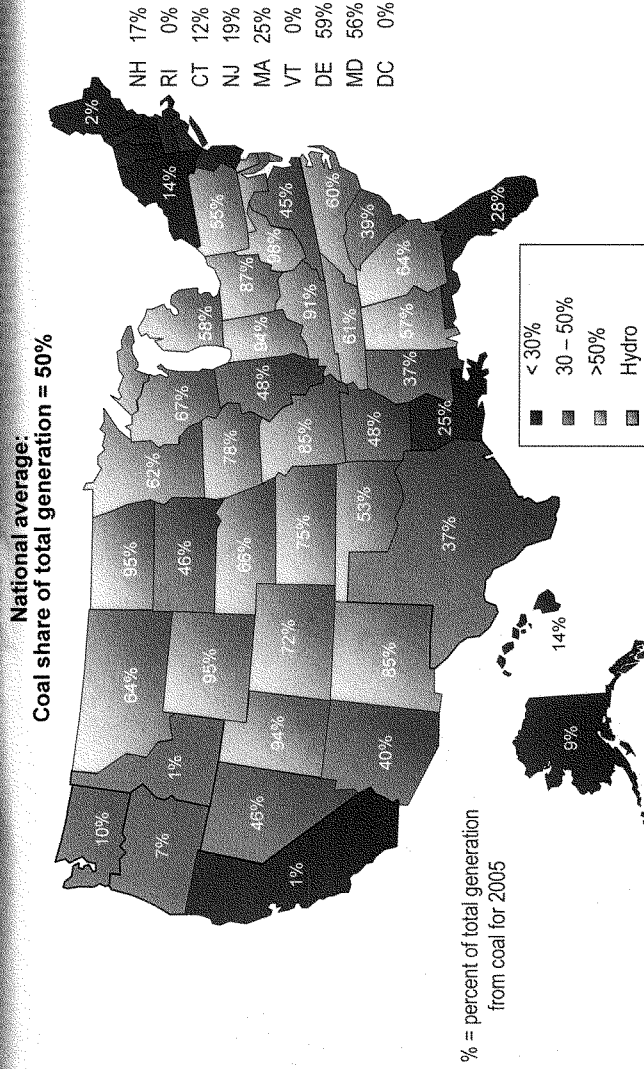 National average:
Coal share of total generation = 50%
10%
7%
1%
1%
64%
46%
95%
94%
40%
72%
85%
95%
46%
66%
75%
53%
37%
62%
78%
85%
48%
25%
67%
48%
37%
58%
84%
87%
91%
61%
57%
64%
98%
55%
45%
60%
39%
28%
14%
2%
9%
14%
NH 17%
RI 0%
CT 12%
NJ 19%
MA 25%
VT 0%
DE 59%
MD 56%
DC 0%
< 30%
30 – 50%
>50%
Hydro
% = percent of total generation
from coal for 2005